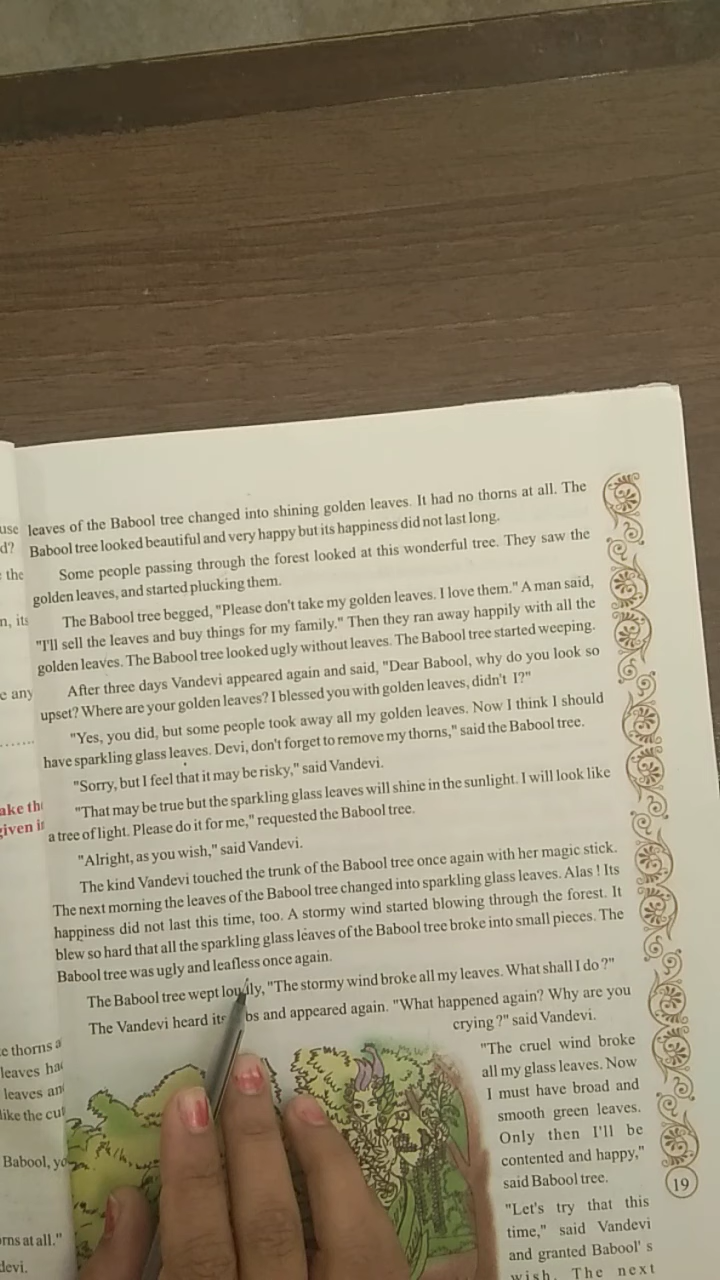 use
d?
the
n, its
e any
.......
ake th
given i
e thorns a
leaves ha
leaves an
like the cu
Babool, yo
rns at all."
devi.
leaves of the Babool tree changed into shining golden leaves. It had no thorns at all. The
Babool tree looked beautiful and very happy but its happiness did not last long.
Some people passing through the forest looked at this wonderful tree. They saw the
golden leaves, and started plucking them.
The Babool tree begged, "Please don't take my golden leaves. I love them." A man said,
"I'll sell the leaves and buy things for my family." Then they ran away happily with all the
golden leaves. The Babool tree looked ugly without leaves. The Babool tree started weeping.
After three days Vandevi appeared again and said, "Dear Babool, why do you look so
upset? Where are your golden leaves? I blessed you with golden leaves, didn't I?"
"Yes, you did, but some people took away all my golden leaves. Now I think I should
have sparkling glass leaves. Devi, don't forget to remove my thorns," said the Babool tree.
"Sorry, but I feel that it may be risky," said Vandevi.
"That may be true but the sparkling glass leaves will shine in the sunlight. I will look like
a tree of light. Please do it for me," requested the Babool tree.
"Alright, as you wish," said Vandevi.
The kind Vandevi touched the trunk of the Babool tree once again with her magic stick.
The next morning the leaves of the Babool tree changed into sparkling glass leaves. Alas ! Its
happiness did not last this time, too. A stormy wind started blowing through the forest. It
blew so hard that all the sparkling glass leaves of the Babool tree broke into small pieces. The
Babool tree was ugly and leafless once again.
The Babool tree wept loudly, "The stormy wind broke all my leaves. What shall I do ?"
The Vandevi heard its bs and appeared again. "What happened again? Why are you
crying ?" said Vandevi.
"The cruel wind broke
all my glass leaves. Now
I must have broad and
smooth green leaves.
Only then I'll be
contented and happy,"
said Babool tree.
"Let's try that this
time," said Vandevi
and granted Babool' s
wish. The next
19